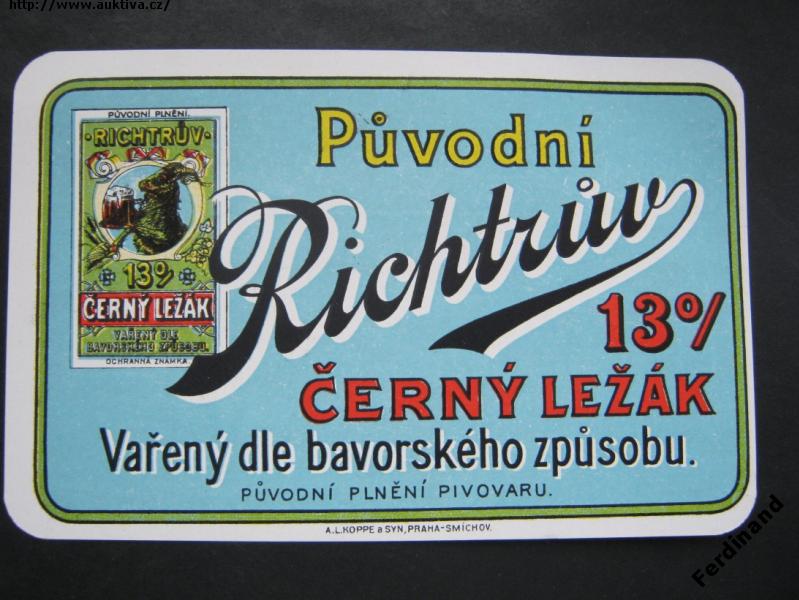 http://www.auktiva.cz/
PŮVODNÍ PLNĚNÍ.
RICHTRŮV
13%
ČERNÝ LEŽÁK
VAŘENÝ DLE
BAVORSKÉHO ZPŮSOBU.
OCHRANNÁ ZNÁMKA.
Původní
Richtrův
13%
ČERNÝ LEŽÁK
Vařený dle bavorského způsobu.
PŮVODNÍ PLNĚNÍ PIVOVARU.
A.L.KOPPE a SYN, PRAHA-SMÍCHOV.
Ferdinand